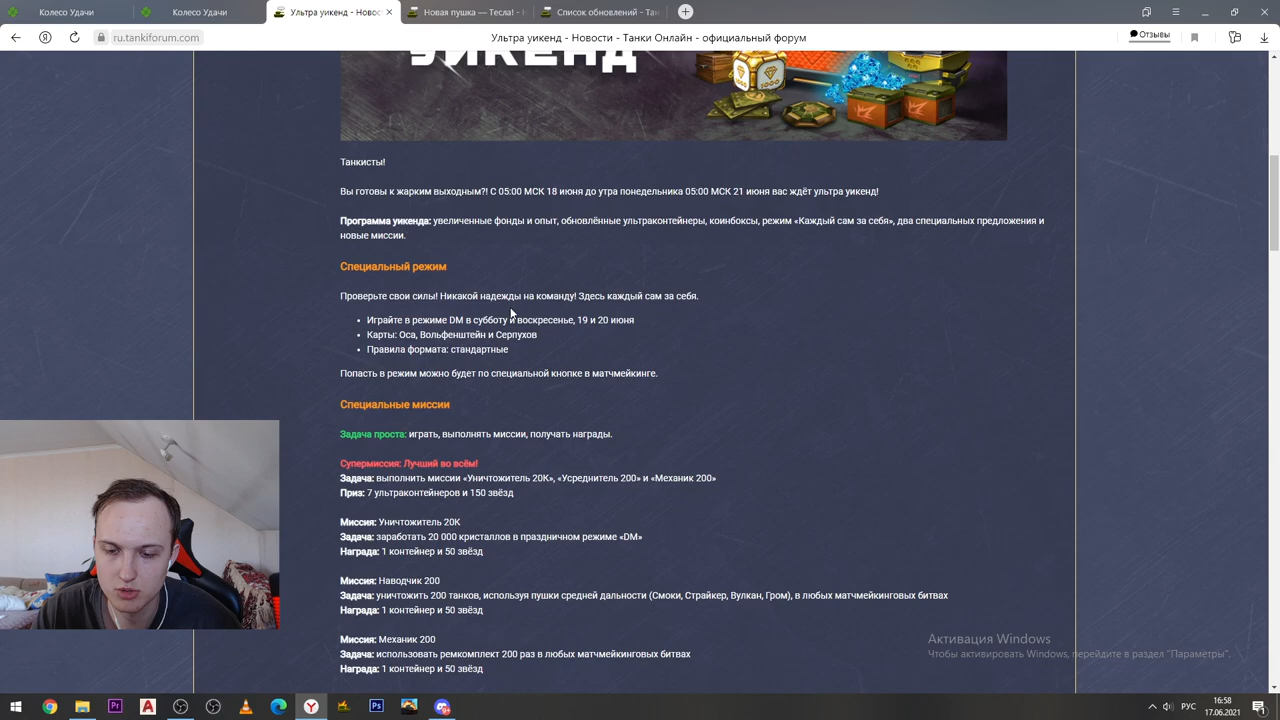 Колесо Удачи
Колесо Удачи
Ультра уикенд - Новос
Новая пушка — Тесла! -
Список обновлений - Тан
ru.tankiforum.com
Ультра уикенд - Новости - Танки Онлайн - официальный форум
Отзывы
УИКЕНД
Танкисты!
Вы готовы к жарким выходным?! С 05:00 МСК 18 июня до утра понедельника 05:00 МСК 21 июня вас ждёт ультра уикенд!
Программа уикенда: увеличенные фонды и опыт, обновлённые ультраконтейнеры, коинбоксы, режим «Каждый сам за себя», два специальных предложения и
новые миссии.
Специальный режим
Проверьте свои силы! Никакой надежды на команду! Здесь каждый сам за себя.
• Играйте в режиме DM в субботу и воскресенье, 19 и 20 июня
• Карты: Оса, Вольфенштейн и Серпухов
• Правила формата: стандартные
Попасть в режим можно будет по специальной кнопке в матчмейкинге.
Специальные миссии
Задача проста: играть, выполнять миссии, получать награды.
Супермиссия: Лучший во всём!
Задача: выполнить миссии «Уничтожитель 20К», «Усреднитель 200» и «Механик 200»
Приз: 7 ультраконтейнеров и 150 звёзд
Миссия: Уничтожитель 20К
Задача: заработать 20 000 кристаллов в праздничном режиме «DM»
Награда: 1 контейнер и 50 звёзд
Миссия: Наводчик 200
Задача: уничтожить 200 танков, используя пушки средней дальности (Смоки, Страйкер, Вулкан, Гром), в любых матчмейкинговых битвах
Награда: 1 контейнер и 50 звёзд
Миссия: Механик 200
Задача: использовать ремкомплект 200 раз в любых матчмейкинговых битвах
Награда: 1 контейнер и 50 звёзд
Активация Windows
Чтобы активировать Windows, перейдите в раздел "Параметры".
РУС
16:58
17.06.2021